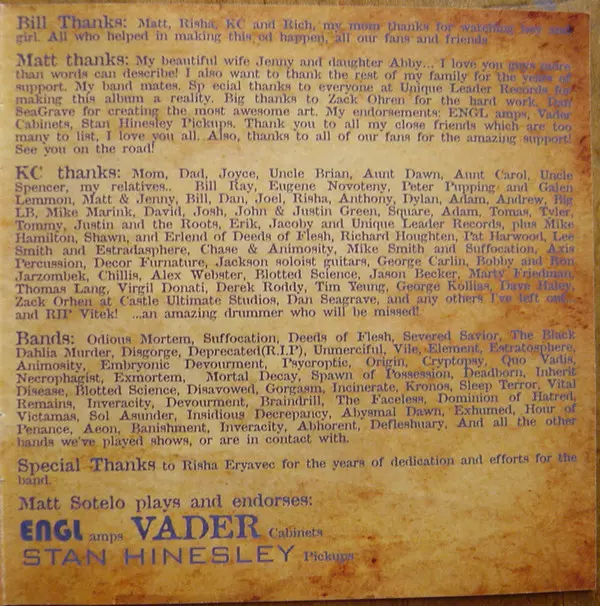 Bill Thanks: Matt, Risha, KC and Rich, my mom thanks for watching boy and
girl. All who helped in making this cd happen, all our fans and friends.
Matt thanks: My beautiful wife Jenny and daughter Abby... I love you guys more
than words can describe! I also want to thank the rest of my family for the years of
support. My band mates. Sp ecial thanks to everyone at Unique Leader Records for
making this album a reality. Big thanks to Zack Ohren for the hard work, Dan
SeaGrave for creating the most awesome art. My endorsements: ENGL amps, Vader
Cabinets, Stan Hinesley Pickups. Thank you to all my close friends which are too
many to list, I love you all. Also, thanks to all of our fans for the amazing support!
See you on the road!
KC thanks: Mom, Dad, Joyce, Uncle Brian, Aunt Dawn, Aunt Carol, Uncle
Spencer, my relatives.. Bill Ray, Eugene Novoteny, Peter Pupping and Galen
Lemmon, Matt & Jenny, Bill, Dan, Joel, Risha, Anthony, Dylan, Adam, Andrew, Big
LB, Mike Marink, David, Josh, John & Justin Green, Square, Adam, Tomas, Tyler,
Tommy, Justin and the Roots, Erik, Jacoby and Unique Leader Records, plus Mike
Hamilton, Shawn, and Erlend of Deeds of Flesh, Richard Houghten, Pat Harwood, Lee
Smith and Estradasphere, Chase & Animosity, Mike Smith and Suffocation, Axis
Percussion, Decor Furnature, Jackson soloist guitars, George Carlin, Bobby and Ron
Jarzombek, Chillis, Alex Webster, Blotted Science, Jason Becker, Marty Friedman,
Thomas Lang, Virgil Donati, Derek Roddy, Tim Yeung, George Kollias, Dave Haley,
Zack Orhen at Castle Ultimate Studios, Dan Seagrave, and any others I've left out...
and RIP Vitek! ...an amazing drummer who will be missed!
Bands: Odious Mortem, Suffocation, Deeds of Flesh, Severed Savior, The Black
Dahlia Murder, Disgorge, Deprecated(R.I.P), Unmerciful, Vile, Element, Estratosphere,
Animosity, Embryonic Devourment, Psycroptic, Origin, Cryptopsy, Quo Vadis,
Necrophagist, Exmortem, Mortal Decay, Spawn of Possession, Deadborn, Inherit
Disease, Blotted Science, Disavowed, Gorgasm, Incinerate, Kronos, Sleep Terror, Vital
Remains, Inveracity, Devourment, Braindrill, The Faceless, Dominion of Hatred,
Victamas, Sol Asunder, Insidious Decrepancy, Abysmal Dawn, Exhumed, Hour of
Penance, Aeon, Banishment, Inveracity, Abhorent, Defleshuary. And all the other
bands we've played shows, or are in contact with.
Special Thanks to Risha Eryavec for the years of dedication and efforts for the
band.
Matt Sotelo plays and endorses:
ENGL amps VADER Cabinets
STAN HINESLEY Pickups